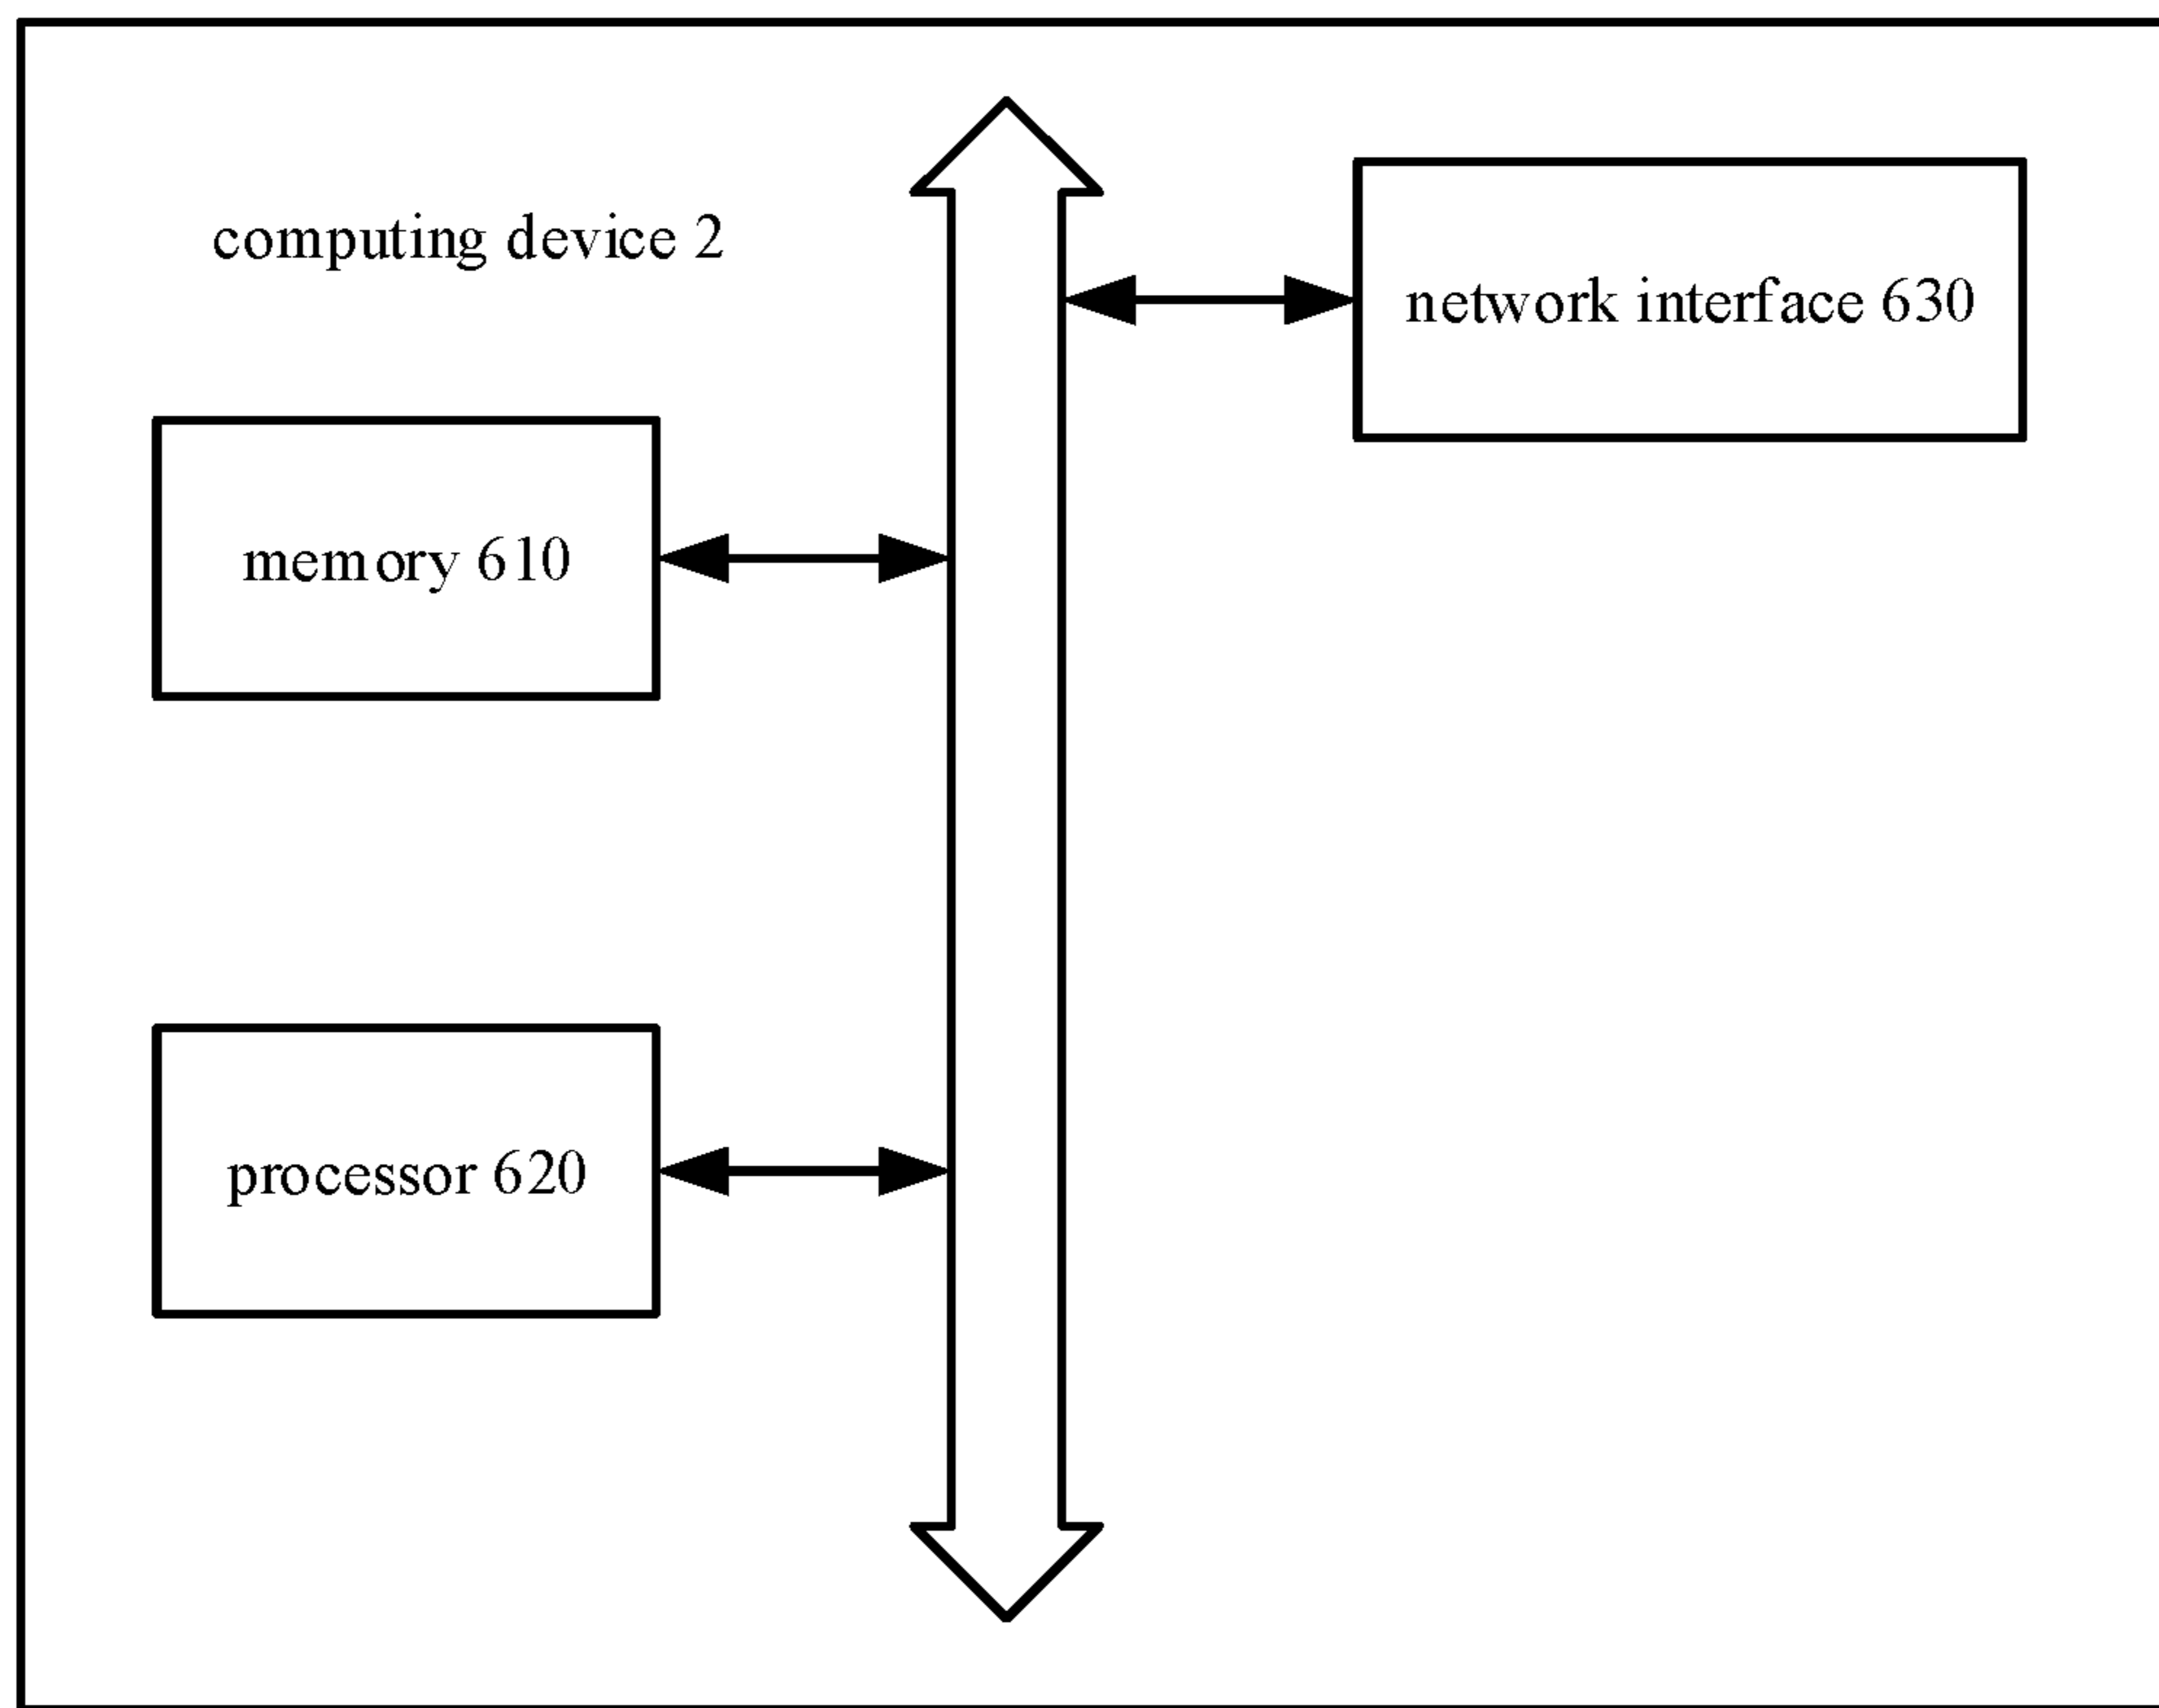 computing device 2
network interface 630
memory 610
processor 620